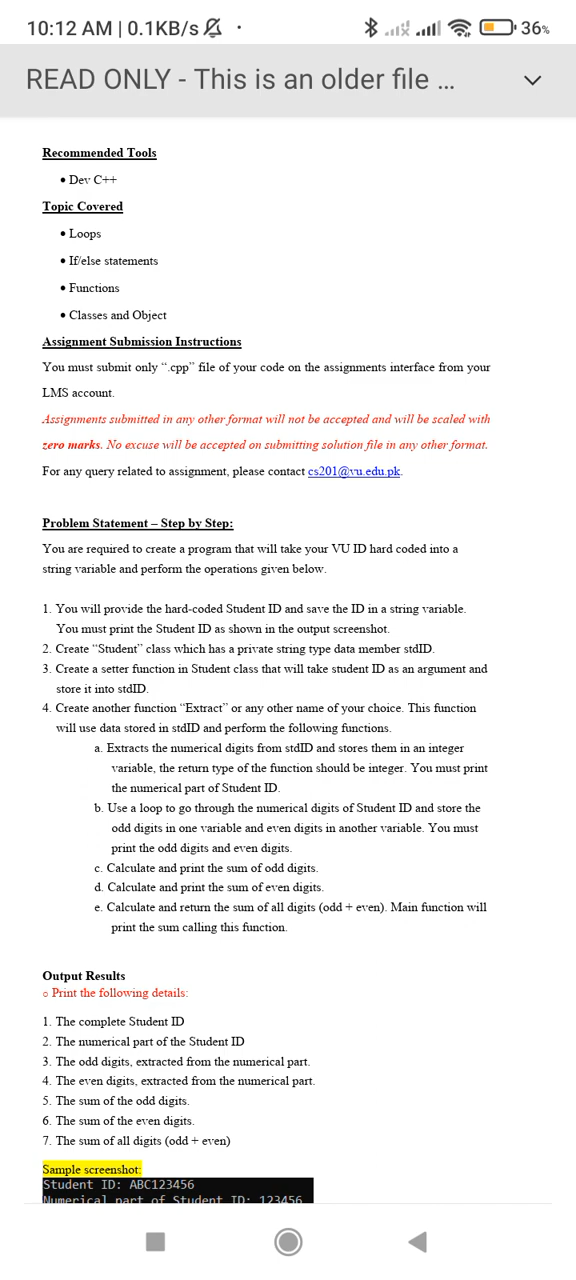 10:12 AM | 0.1KB/s
36%
READ ONLY - This is an older file ...
Recommended Tools
• Dev C++
Topic Covered
• Loops
• If/else statements
• Functions
• Classes and Object
Assignment Submission Instructions
You must submit only “.cpp” file of your code on the assignments interface from your
LMS account.
Assignments submitted in any other format will not be accepted and will be scaled with
zero marks. No excuse will be accepted on submitting solution file in any other format.
For any query related to assignment, please contact cs201@vu.edu.pk.
Problem Statement – Step by Step:
You are required to create a program that will take your VU ID hard coded into a
string variable and perform the operations given below.
1. You will provide the hard-coded Student ID and save the ID in a string variable.
You must print the Student ID as shown in the output screenshot.
2. Create “Student” class which has a private string type data member stdID.
3. Create a setter function in Student class that will take student ID as an argument and
store it into stdID.
4. Create another function “Extract” or any other name of your choice. This function
will use data stored in stdID and perform the following functions.
a. Extracts the numerical digits from stdID and stores them in an integer
variable, the return type of the function should be integer. You must print
the numerical part of Student ID.
b. Use a loop to go through the numerical digits of Student ID and store the
odd digits in one variable and even digits in another variable. You must
print the odd digits and even digits.
c. Calculate and print the sum of odd digits.
d. Calculate and print the sum of even digits.
e. Calculate and return the sum of all digits (odd + even). Main function will
print the sum calling this function.
Output Results
o Print the following details:
1. The complete Student ID
2. The numerical part of the Student ID
3. The odd digits, extracted from the numerical part.
4. The even digits, extracted from the numerical part.
5. The sum of the odd digits.
6. The sum of the even digits.
7. The sum of all digits (odd + even)
Sample screenshot:
Student ID: ABC123456
Numerical part of Student ID: 123456